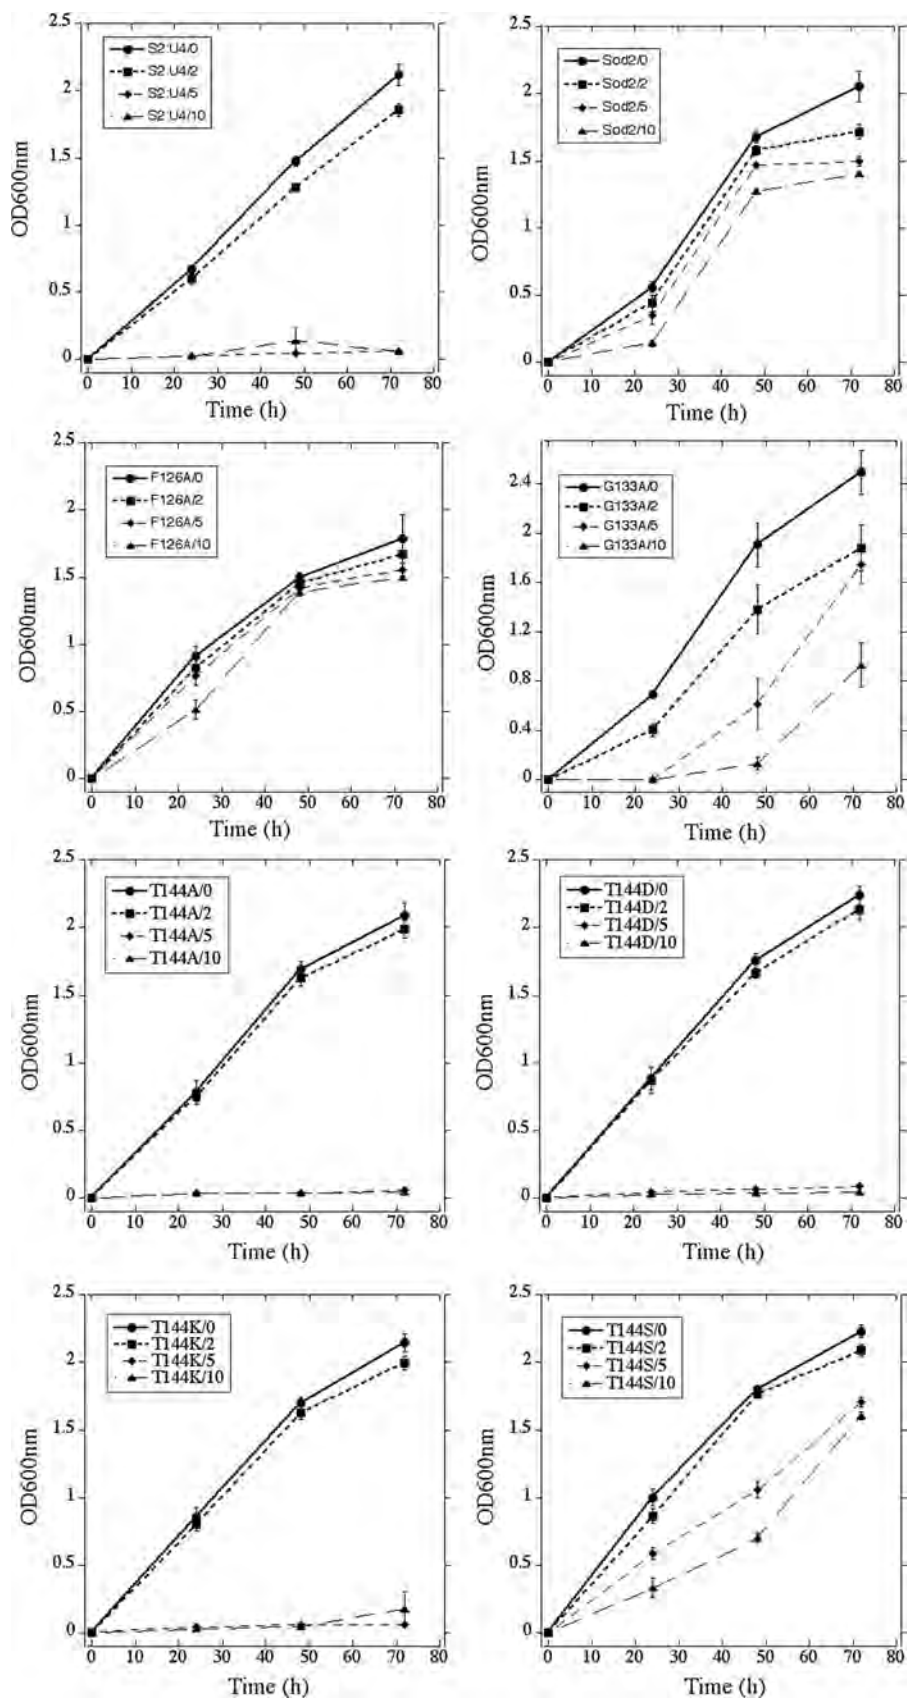 2.5
2
1.5
1
0.5
0
OD600nm
S2:U4/0
S2:U4/2
S2:U4/5
S2:U4/10
0 10 20 30 40 50 60 70 80
Time (h)
2.5
2
1.5
1
0.5
0
OD600nm
Sod2/0
Sod2/2
Sod2/5
Sod2/10
0 10 20 30 40 50 60 70 80
Time (h)
2.5
2
1.5
1
0.5
0
OD600nm
F126A/0
F126A/2
F126A/5
F126A/10
0 10 20 30 40 50 60 70 80
Time (h)
2.4
2
1.6
1.2
0.8
0.4
0
OD600nm
G133A/0
G133A/2
G133A/5
G133A/10
0 10 20 30 40 50 60 70 80
Time (h)
2.5
2
1.5
1
0.5
0
OD600nm
T144A/0
T144A/2
T144A/5
T144A/10
0 10 20 30 40 50 60 70 80
Time (h)
2.5
2
1.5
1
0.5
0
OD600nm
T144D/0
T144D/2
T144D/5
T144D/10
0 10 20 30 40 50 60 70 80
Time (h)
2.5
2
1.5
1
0.5
0
OD600nm
T144K/0
T144K/2
T144K/5
T144K/10
0 10 20 30 40 50 60 70 80
Time (h)
2.5
2
1.5
1
0.5
0
OD600nm
T144S/0
T144S/2
T144S/5
T144S/10
0 10 20 30 40 50 60 70 80
Time (h)